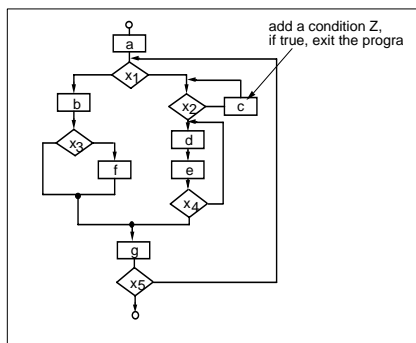 add a condition Z,
if true, exit the progra
a
x1
b
x2
c
x3
d
f
e
x4
g
x5